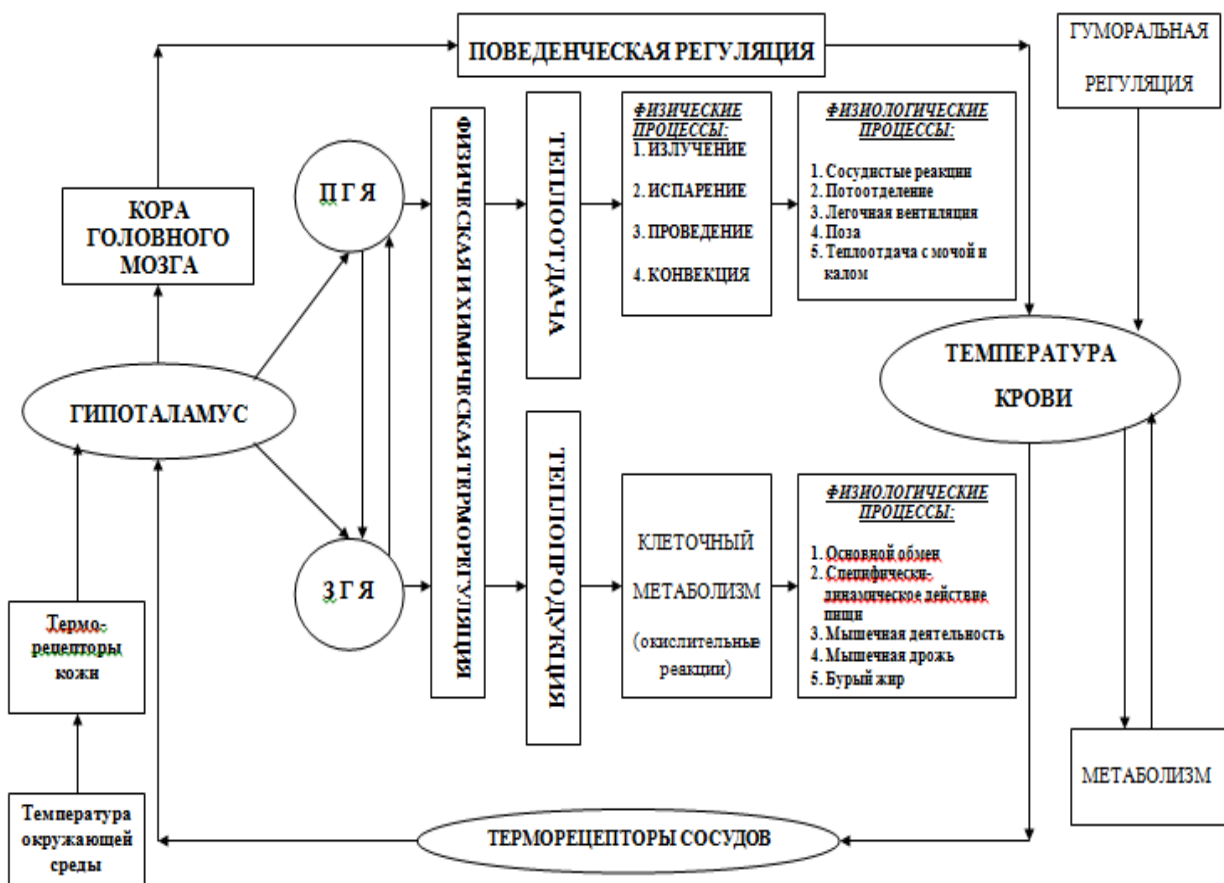 ПОВЕДЕНЧЕСКАЯ РЕГУЛЯЦИЯ
ГУМОРАЛЬНАЯ
РЕГУЛЯЦИЯ
КОРА
ГОЛОВНОГО
МОЗГА
П Г Я
ФИЗИЧЕСКАЯ И ХИМИЧЕСКАЯ ТЕРМОРЕГУЛЯЦИЯ
ТЕПЛООТДАЧА
ФИЗИЧЕСКИЕ
ПРОЦЕССЫ:
1. ИЗЛУЧЕНИЕ
2. ИСПАРЕНИЕ
3. ПРОВЕДЕНИЕ
4. КОНВЕКЦИЯ
ФИЗИОЛОГИЧЕСКИЕ
ПРОЦЕССЫ:
1. Сосудистые реакции
2. Потоотделение
3. Легочная вентиляция
4. Поза
5. Теплоотдача с мочой и
калом
ГИПОТАЛАМУС
ТЕМПЕРАТУРА
КРОВИ
З Г Я
ТЕПЛОПРОДУКЦИЯ
КЛЕТОЧНЫЙ
МЕТАБОЛИЗМ
(окислительные
реакции)
ФИЗИОЛОГИЧЕСКИЕ
ПРОЦЕССЫ:
1. Основной обмен
2. Специфически-
динамическое действие
пищи
3. Мышечная деятельность
4. Мышечная дрожь
5. Бурый жир
Термо-
рецепторы
кожи
МЕТАБОЛИЗМ
Температура
окружающей
среды
ТЕРМОРЕЦЕПТОРЫ СОСУДОВ